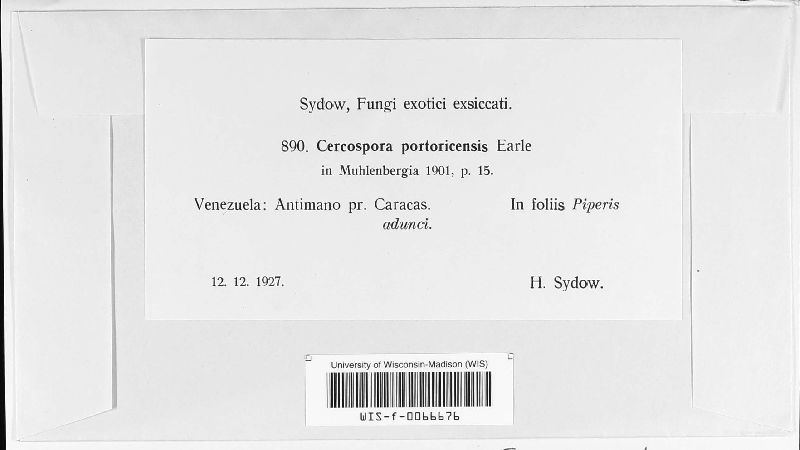 Sydow, Fungi exotici exsiccati.
890. Cercospora portoricensis Earle
in Muhlenbergia 1901, p. 15.
Venezuela: Antimano pr. Caracas. In foliis Piperis
adunci.
12. 12. 1927. H. Sydow.
University of Wisconsin-Madison (WIS)
WIS-f-0066676